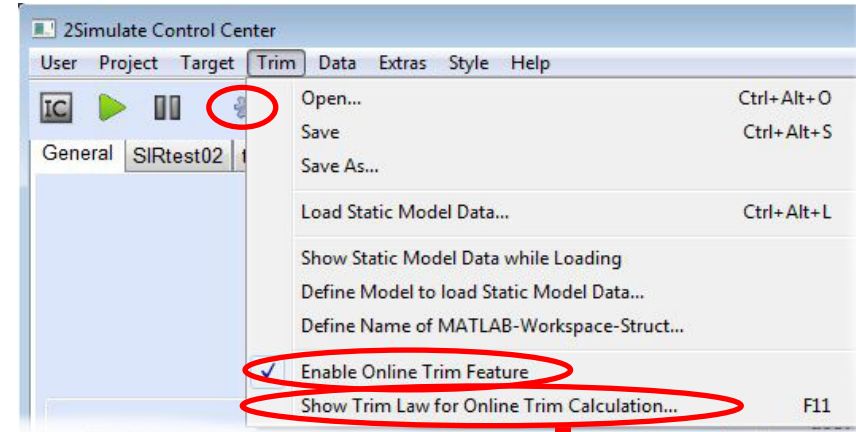 2Simulate Control Center
User Project Target Trim Data Extras Style Help
IC
Open... Ctrl+Alt+O
Save Ctrl+Alt+S
General SIRtest02
Save As...
Load Static Model Data... Ctrl+Alt+L
Show Static Model Data while Loading
Define Model to load Static Model Data...
Define Name of MATLAB-Workspace-Struct...
Enable Online Trim Feature
Show Trim Law for Online Trim Calculation... F11